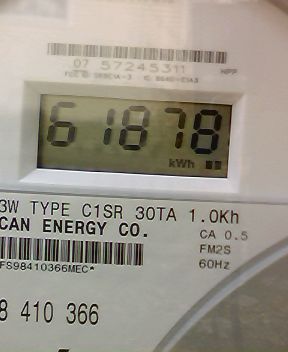 07 57245311
61878
kWh
3W TYPE C1SR 30TA 1.0Kh
CAN ENERGY CO.
CA 0.5
FM2S
FS98410366MEC*
60Hz
8 410 366